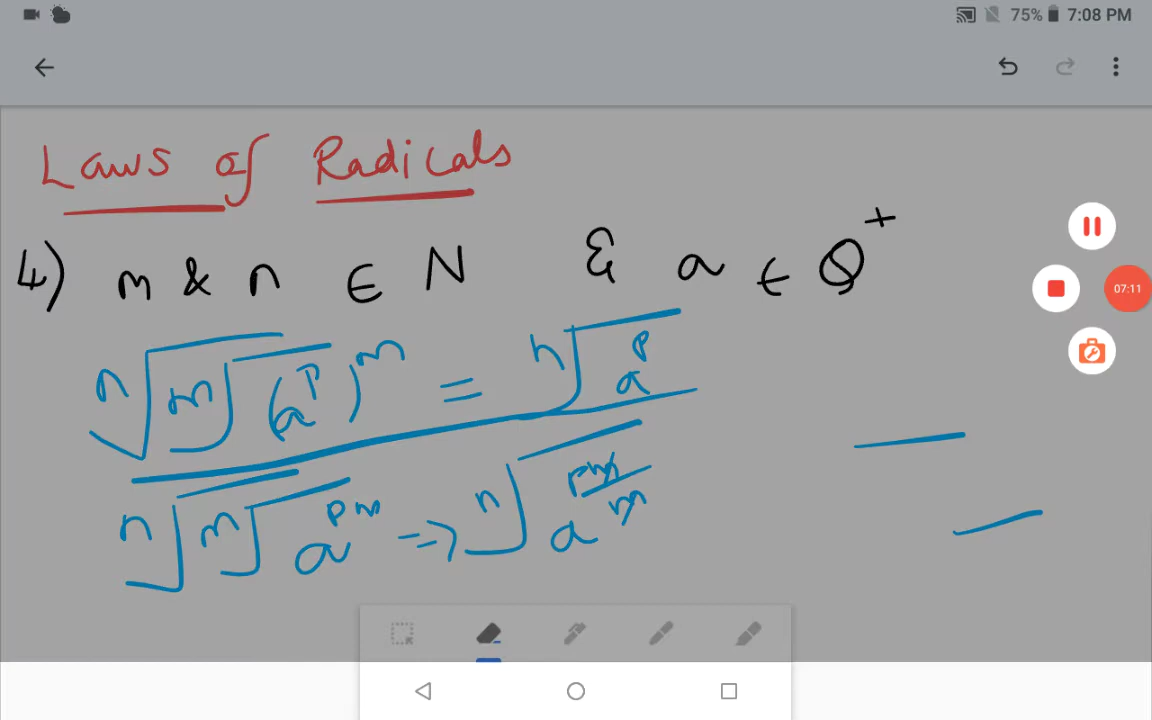 75% 7:08 PM
Laws of Radicals
4) m & n ∈ N & a ∈ Q⁺
ⁿ√(ᵐ√(aᴾ)ᵐ) = ⁿ√(aᴾ)
07:11
ⁿ√(ᵐ√(aᴾᵐ)) ⇒ ⁿ√(aᴾᵐ/ᵐ)